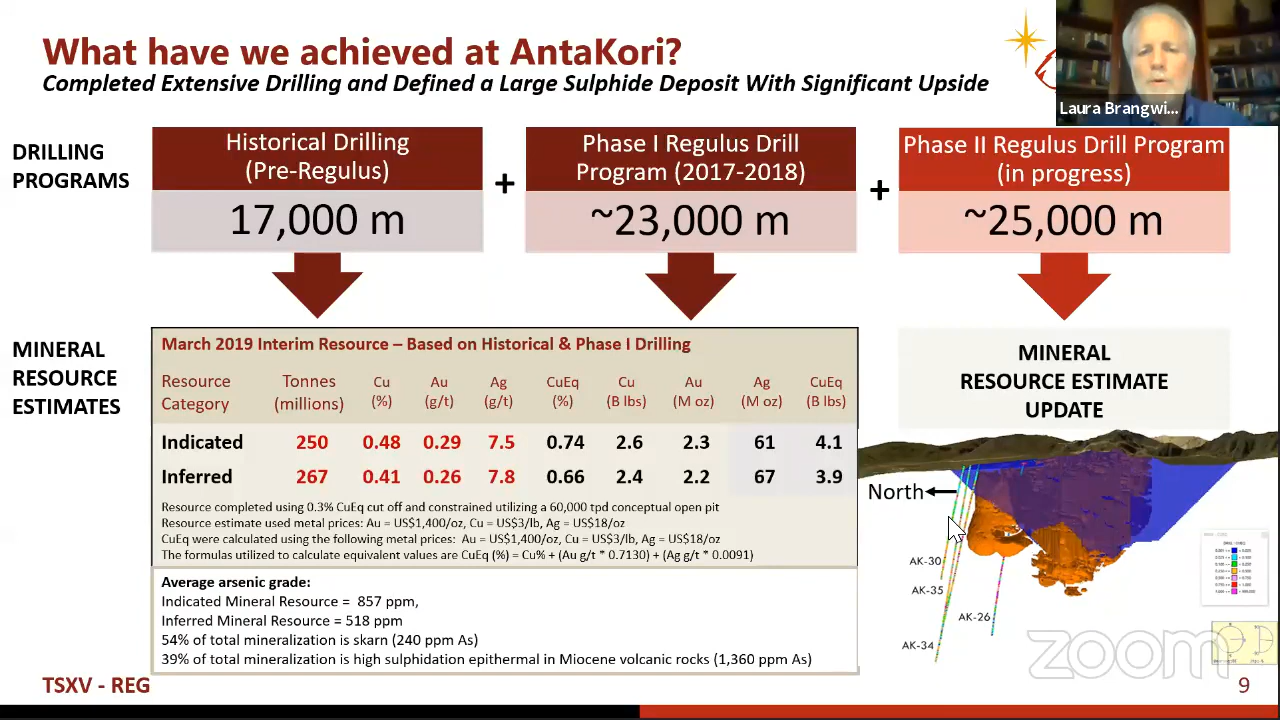 What have we achieved at AntaKori?
Completed Extensive Drilling and Defined a Large Sulphide Deposit With Significant Upside
Laura Brangwi...
DRILLING
PROGRAMS
Historical Drilling
(Pre-Regulus)
17,000 m
+
Phase I Regulus Drill
Program (2017-2018)
~23,000 m
+
Phase II Regulus Drill Program
(in progress)
~25,000 m
MINERAL
RESOURCE
ESTIMATES
March 2019 Interim Resource – Based on Historical & Phase I Drilling
Resource Category Tonnes (millions) Cu (%) Au (g/t) Ag (g/t) CuEq (%) Cu (B lbs) Au (M oz) Ag (M oz) CuEq (B lbs)
Indicated 250 0.48 0.29 7.5 0.74 2.6 2.3 61 4.1
Inferred 267 0.41 0.26 7.8 0.66 2.4 2.2 67 3.9
Resource completed using 0.3% CuEq cut off and constrained utilizing a 60,000 tpd conceptual open pit
Resource estimate used metal prices: Au = US$1,400/oz, Cu = US$3/lb, Ag = US$18/oz
CuEq were calculated using the following metal prices: Au = US$1,400/oz, Cu = US$3/lb, Ag = US$18/oz
The formulas utilized to calculate equivalent values are CuEq (%) = Cu% + (Au g/t * 0.7130) + (Ag g/t * 0.0091)
Average arsenic grade:
Indicated Mineral Resource = 857 ppm,
Inferred Mineral Resource = 518 ppm
54% of total mineralization is skarn (240 ppm As)
39% of total mineralization is high sulphidation epithermal in Miocene volcanic rocks (1,360 ppm As)
MINERAL
RESOURCE ESTIMATE
UPDATE
North
AK-30
AK-35
AK-26
AK-34
zoom
TSXV - REG
9